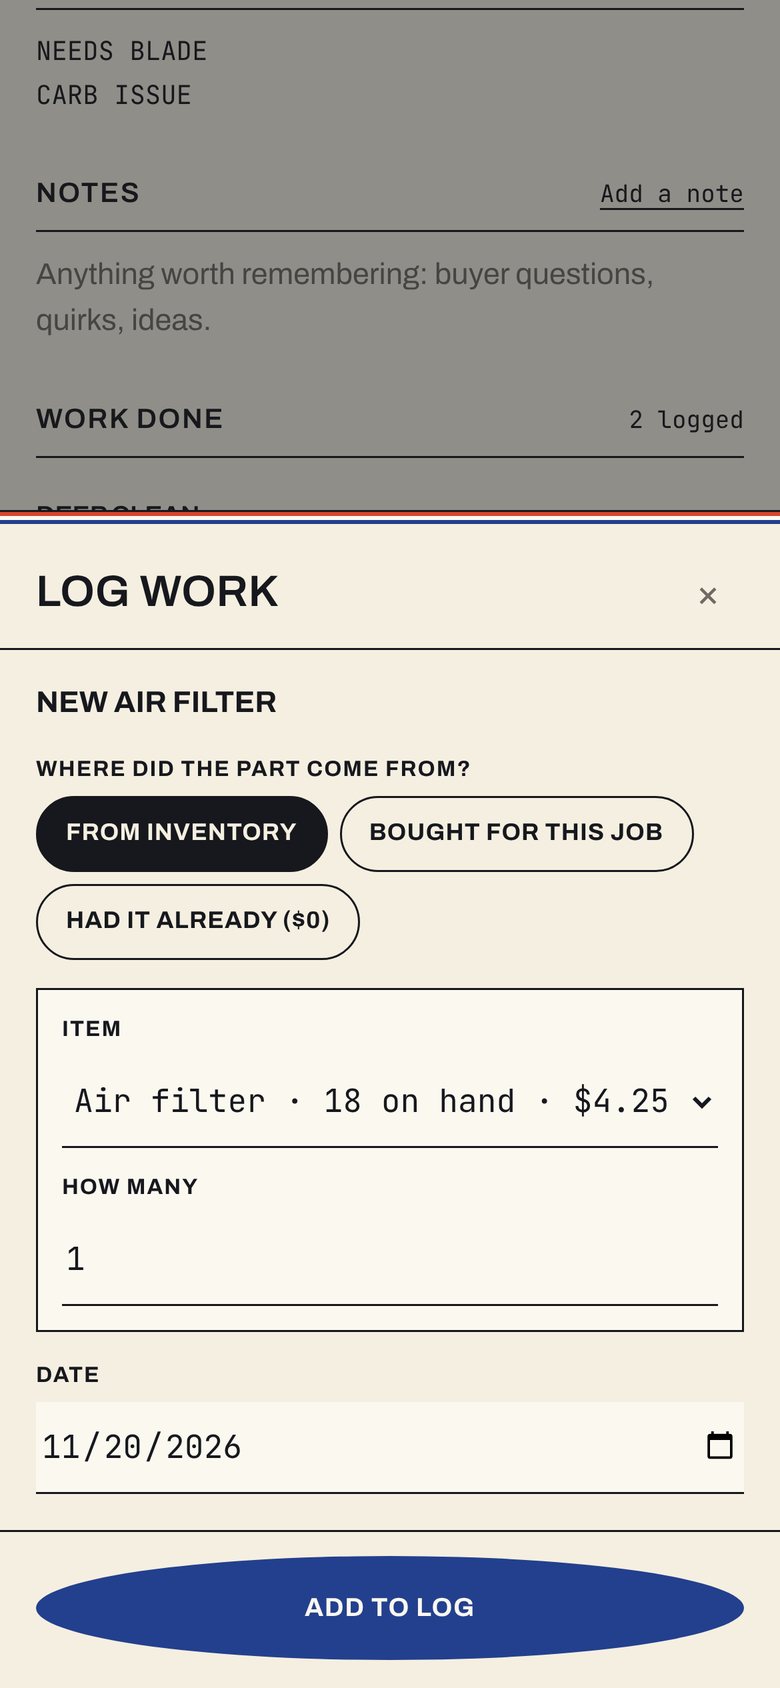 NEEDS BLADE
CARB ISSUE
NOTES
Add a note
Anything worth remembering: buyer questions,
quirks, ideas.
WORK DONE
2 logged
LOG WORK
×
NEW AIR FILTER
WHERE DID THE PART COME FROM?
FROM INVENTORY
BOUGHT FOR THIS JOB
HAD IT ALREADY ($0)
ITEM
Air filter · 18 on hand · $4.25
HOW MANY
1
DATE
11/20/2026
ADD TO LOG